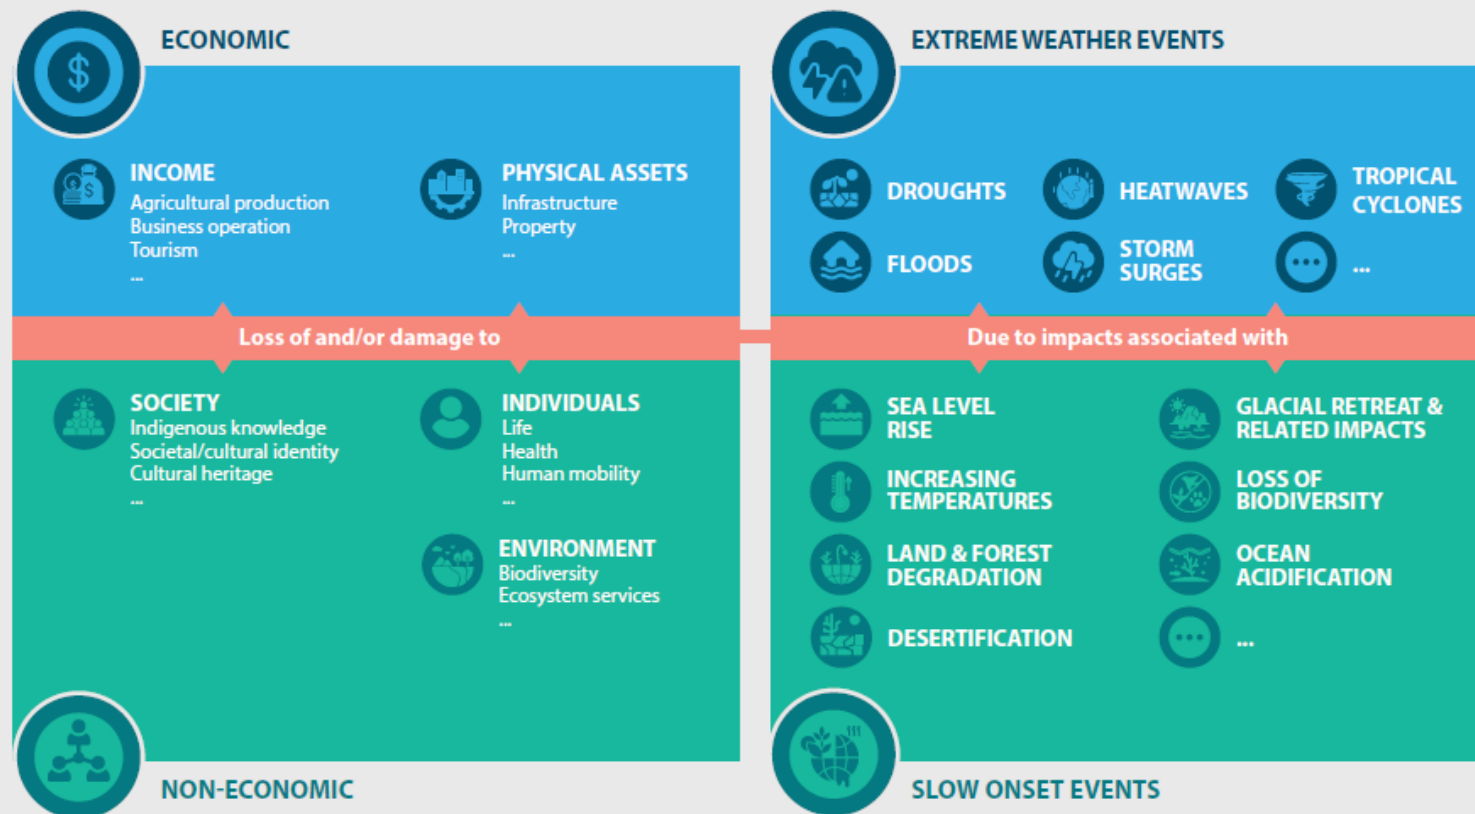 ECONOMIC
INCOME
Agricultural production
Business operation
Tourism
...
PHYSICAL ASSETS
Infrastructure
Property
...
Loss of and/or damage to
SOCIETY
Indigenous knowledge
Societal/cultural identity
Cultural heritage
...
INDIVIDUALS
Life
Health
Human mobility
...
ENVIRONMENT
Biodiversity
Ecosystem services
...
NON-ECONOMIC
EXTREME WEATHER EVENTS
DROUGHTS
HEATWAVES
TROPICAL
CYCLONES
FLOODS
STORM
SURGES
...
Due to impacts associated with
SEA LEVEL
RISE
GLACIAL RETREAT &
RELATED IMPACTS
INCREASING
TEMPERATURES
LOSS OF
BIODIVERSITY
LAND & FOREST
DEGRADATION
OCEAN
ACIDIFICATION
DESERTIFICATION
...
SLOW ONSET EVENTS